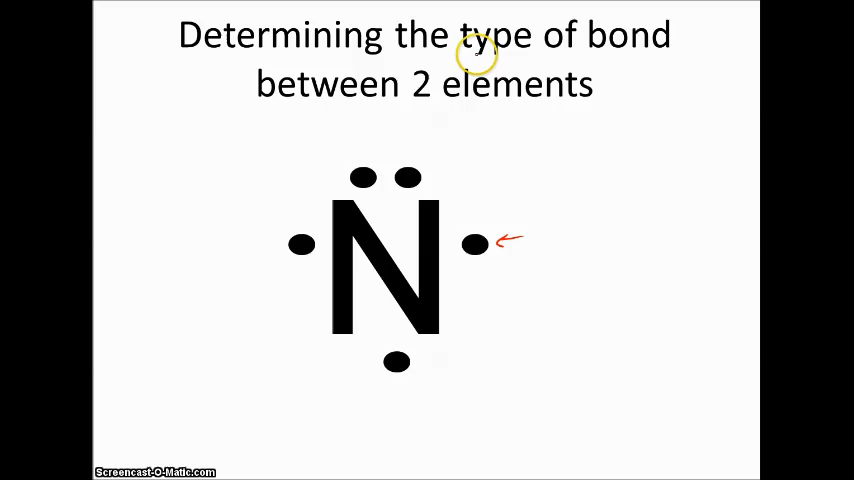 Determining the type of bond
between 2 elements
N
Screencast-O-Matic.com